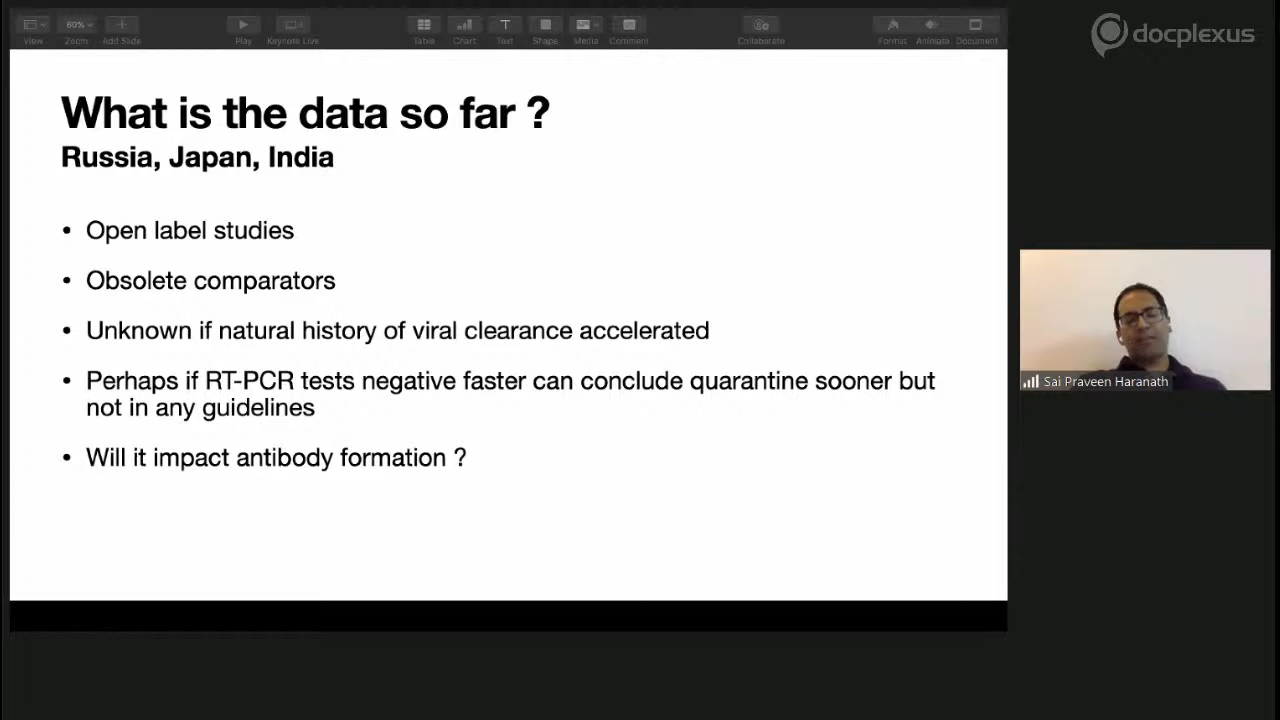 60%
View
Zoom
Add Slide
Play
Keynote Live
Table
Chart
Text
Shape
Media
Comment
Collaborate
Format
Animate
Document
docplexus
What is the data so far ?
Russia, Japan, India
• Open label studies
• Obsolete comparators
• Unknown if natural history of viral clearance accelerated
• Perhaps if RT-PCR tests negative faster can conclude quarantine sooner but
not in any guidelines
• Will it impact antibody formation ?
Sai Praveen Haranath